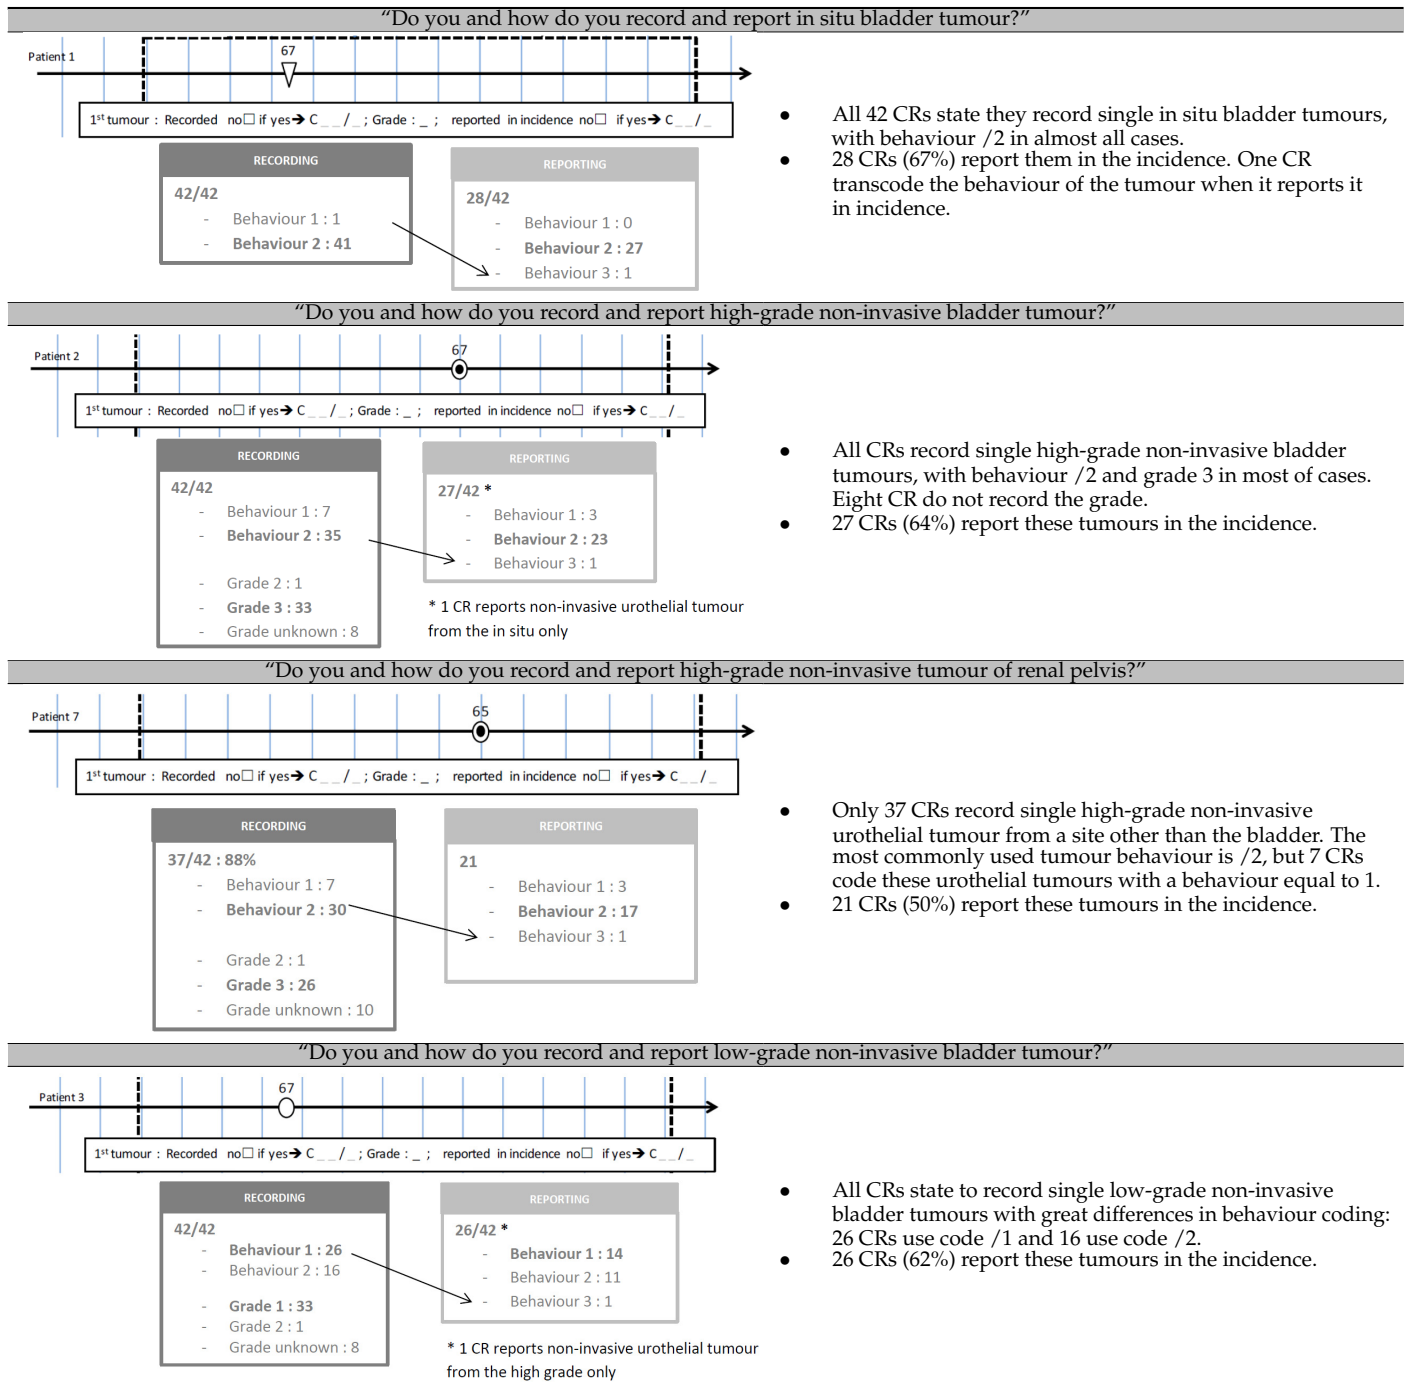 “Do you and how do you record and report in situ bladder tumour?”
Patient 1
67
1st tumour : Recorded no☐ if yes➔ C _ _ / _ ; Grade : _ ; reported in incidence no☐ if yes➔ C _ _ / _
RECORDING
42/42
- Behaviour 1 : 1
- Behaviour 2 : 41
REPORTING
28/42
- Behaviour 1 : 0
- Behaviour 2 : 27
- Behaviour 3 : 1
● All 42 CRs state they record single in situ bladder tumours,
with behaviour /2 in almost all cases.
● 28 CRs (67%) report them in the incidence. One CR
transcode the behaviour of the tumour when it reports it
in incidence.
“Do you and how do you record and report high-grade non-invasive bladder tumour?”
Patient 2
67
1st tumour : Recorded no☐ if yes➔ C _ _ / _ ; Grade : _ ; reported in incidence no☐ if yes➔ C _ _ / _
RECORDING
42/42
- Behaviour 1 : 7
- Behaviour 2 : 35
- Grade 2 : 1
- Grade 3 : 33
- Grade unknown : 8
REPORTING
27/42 *
- Behaviour 1 : 3
- Behaviour 2 : 23
- Behaviour 3 : 1
* 1 CR reports non-invasive urothelial tumour
from the in situ only
● All CRs record single high-grade non-invasive bladder
tumours, with behaviour /2 and grade 3 in most of cases.
Eight CR do not record the grade.
● 27 CRs (64%) report these tumours in the incidence.
“Do you and how do you record and report high-grade non-invasive tumour of renal pelvis?”
Patient 7
65
1st tumour : Recorded no☐ if yes➔ C _ _ / _ ; Grade : _ ; reported in incidence no☐ if yes➔ C _ _ / _
RECORDING
37/42 : 88%
- Behaviour 1 : 7
- Behaviour 2 : 30
- Grade 2 : 1
- Grade 3 : 26
- Grade unknown : 10
REPORTING
21
- Behaviour 1 : 3
- Behaviour 2 : 17
- Behaviour 3 : 1
● Only 37 CRs record single high-grade non-invasive
urothelial tumour from a site other than the bladder. The
most commonly used tumour behaviour is /2, but 7 CRs
code these urothelial tumours with a behaviour equal to 1.
● 21 CRs (50%) report these tumours in the incidence.
“Do you and how do you record and report low-grade non-invasive bladder tumour?”
Patient 3
67
1st tumour : Recorded no☐ if yes➔ C _ _ / _ ; Grade : _ ; reported in incidence no☐ if yes➔ C _ _ / _
RECORDING
42/42
- Behaviour 1 : 26
- Behaviour 2 : 16
- Grade 1 : 33
- Grade 2 : 1
- Grade unknown : 8
REPORTING
26/42 *
- Behaviour 1 : 14
- Behaviour 2 : 11
- Behaviour 3 : 1
* 1 CR reports non-invasive urothelial tumour
from the high grade only
● All CRs state to record single low-grade non-invasive
bladder tumours with great differences in behaviour coding:
26 CRs use code /1 and 16 use code /2.
● 26 CRs (62%) report these tumours in the incidence.